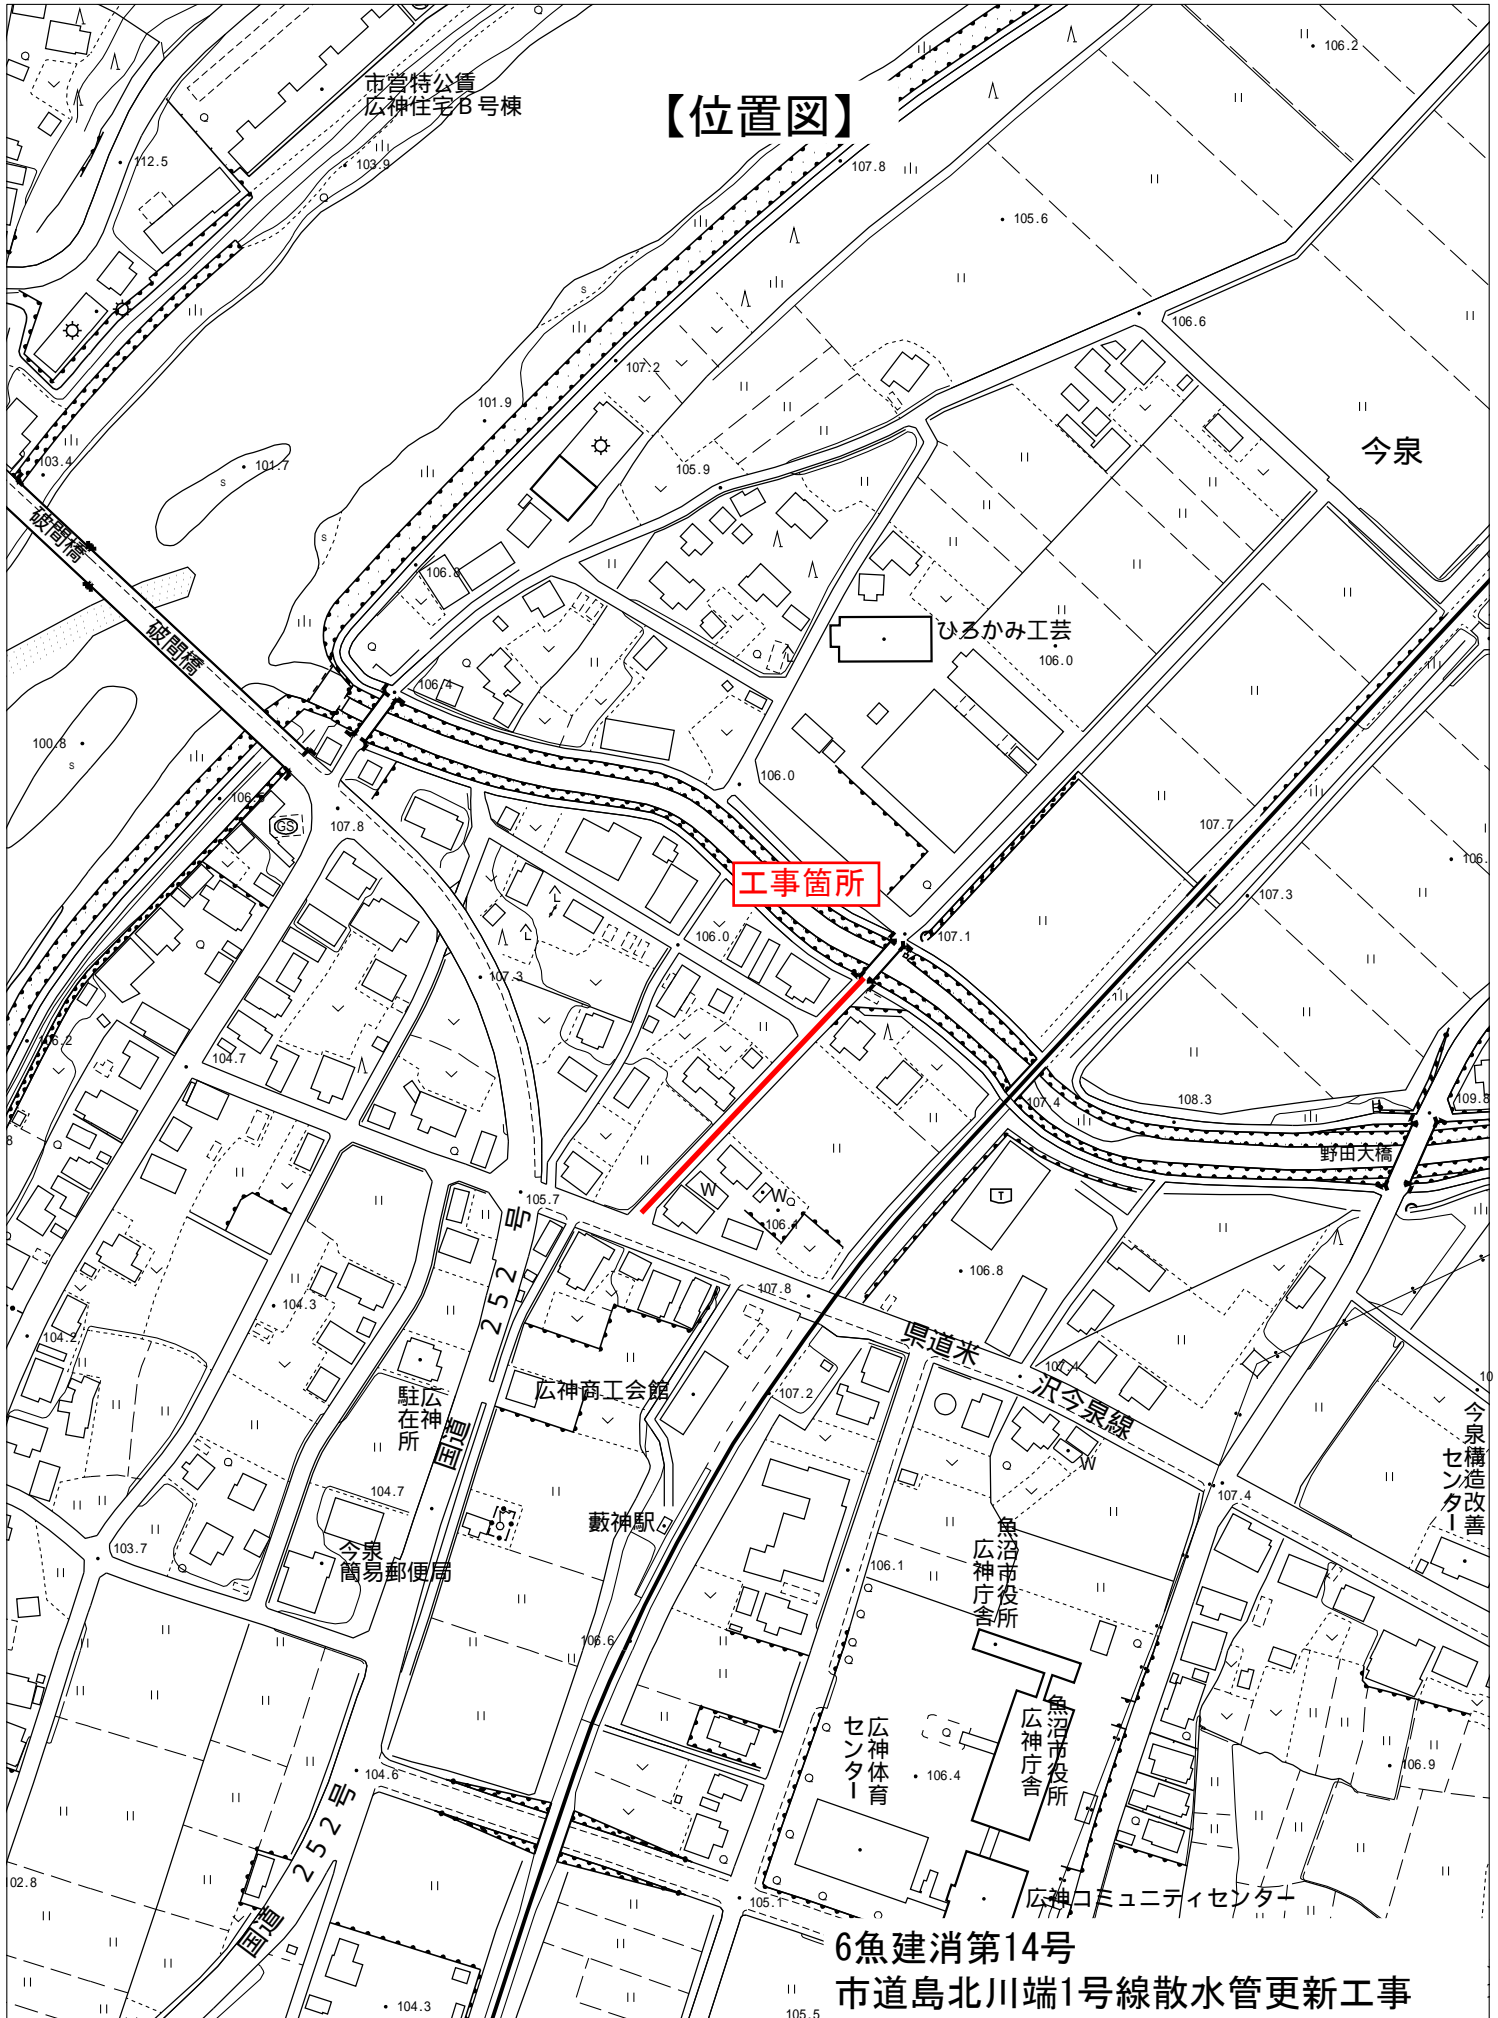 【位置図】
市営特公賃
広神住宅B号棟
106.2
112.5
103.9
107.8
105.6
106.6
107.2
101.9
今泉
103.4
101.7
105.9
破間橋
106.8
破間橋
ひろかみ工芸
106.0
106.4
100.8
106.0
107.8
GS
107.7
106.
工事箇所
107.3
106.0
107.1
107.3
106.2
104.7
107.4
108.3
109.8
野田大橋
105.7
W
W
106.4
T
106.8
252号
104.3
107.8
104.2
県道米
沢今泉線
107.4
広神
駐在所
広神商工会館
107.2
国道
W
今泉構造改善
センター
104.7
107.4
藪神駅
103.7
今泉
簡易郵便局
魚沼市役所
広神庁舎
106.1
106.6
広神体育
センター
魚沼市役所
広神庁舎
106.4
106.9
104.6
252号
国道
02.8
広神コミュニティセンター
105.1
104.3
105.5
6魚建消第14号
市道島北川端1号線散水管更新工事